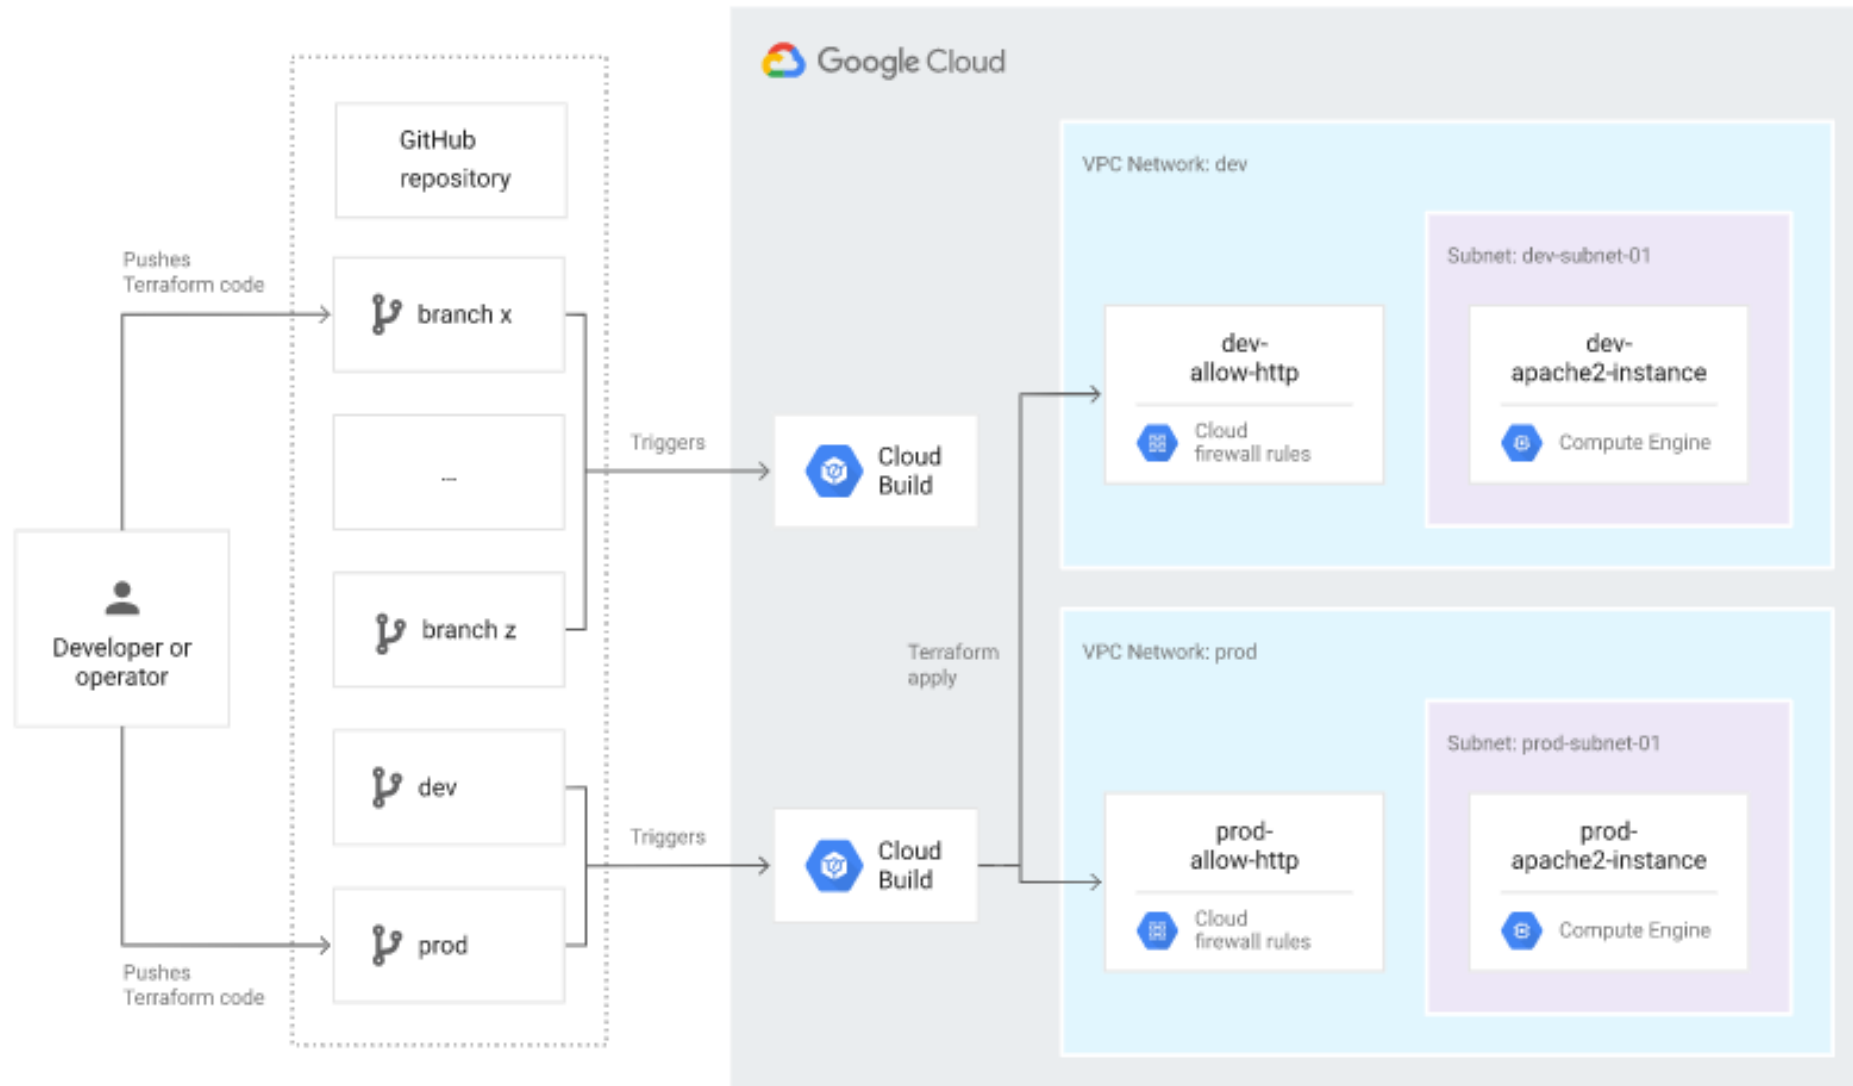 Google Cloud
GitHub
repository
Pushes
Terraform code
branch x
...
branch z
dev
prod
Developer or
operator
Pushes
Terraform code
Triggers
Triggers
Cloud
Build
Cloud
Build
Terraform
apply
VPC Network: dev
dev-
allow-http
Cloud
firewall rules
Subnet: dev-subnet-01
dev-
apache2-instance
Compute Engine
VPC Network: prod
prod-
allow-http
Cloud
firewall rules
Subnet: prod-subnet-01
prod-
apache2-instance
Compute Engine